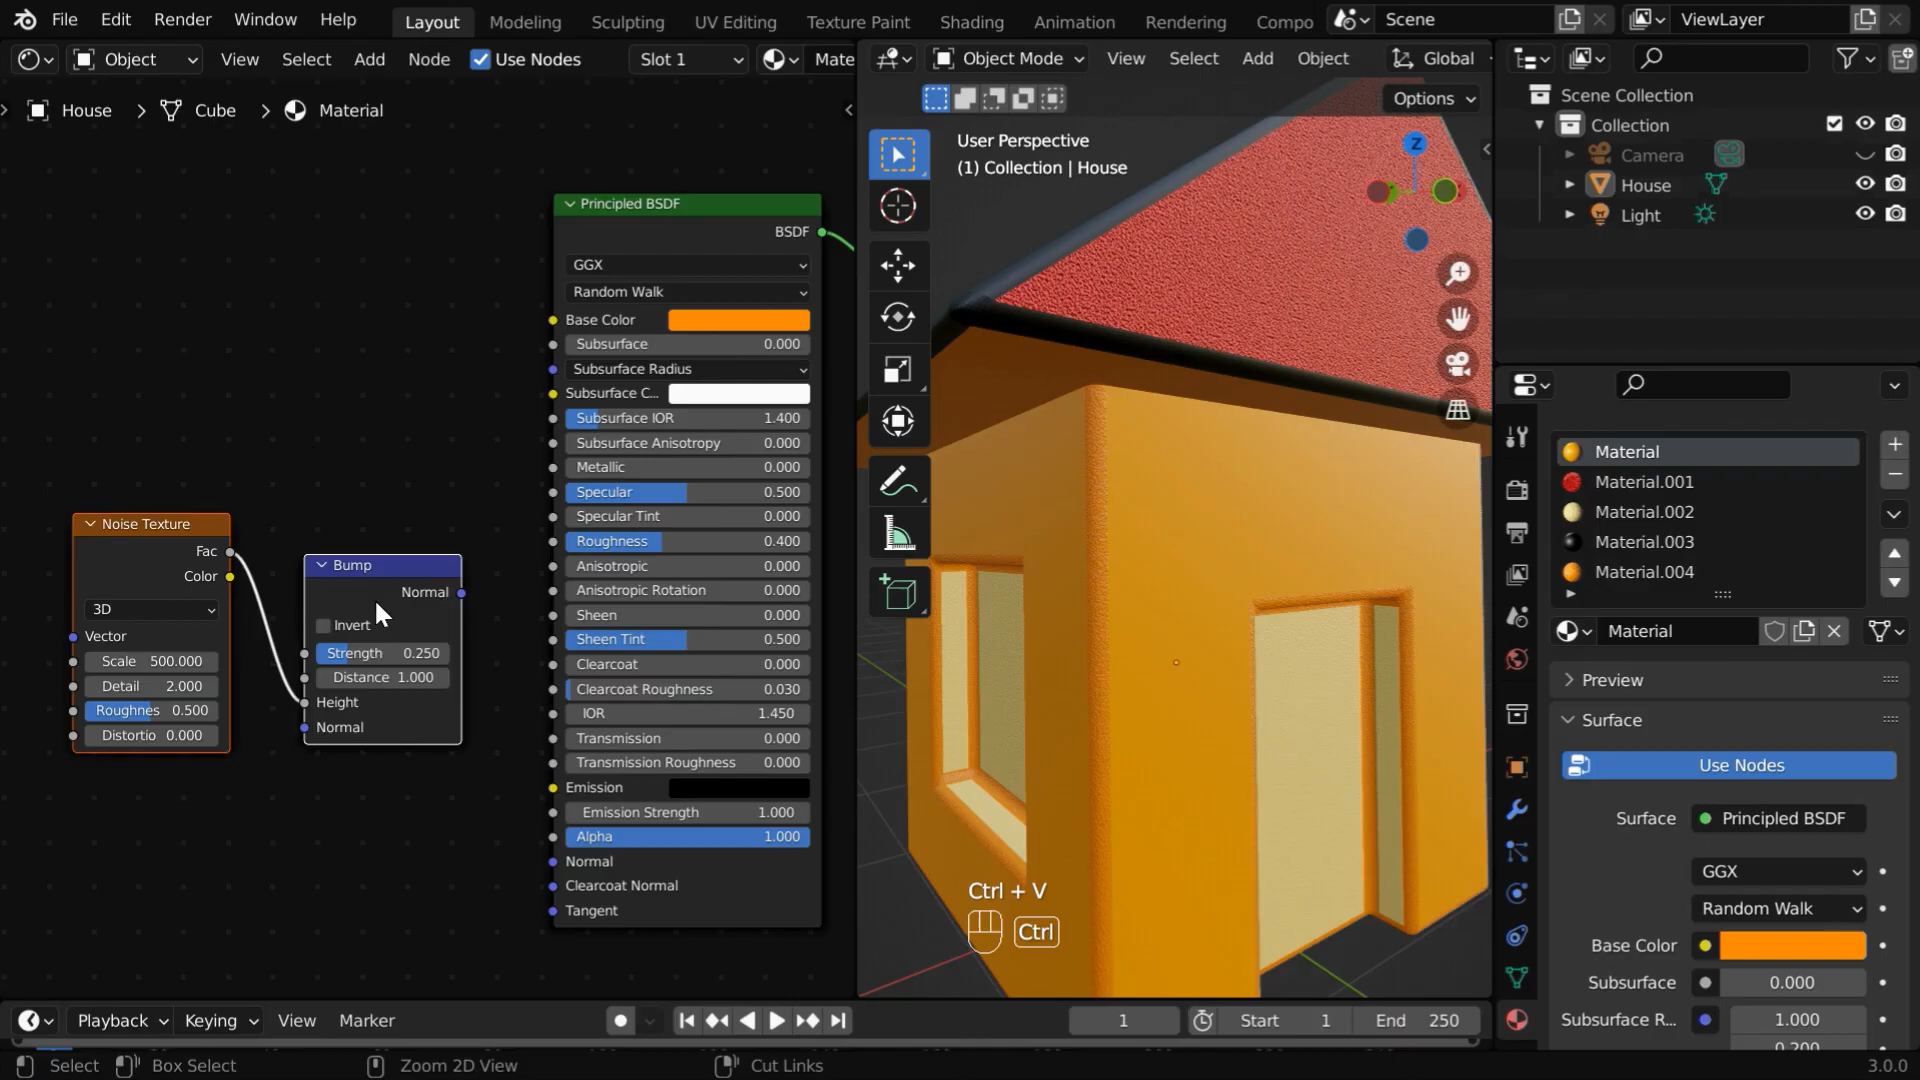 File Edit Render Window Help
Layout Modeling Sculpting UV Editing Texture Paint Shading Animation Rendering Compo
Scene
ViewLayer
Object View Select Add Node Use Nodes Slot 1 Mate
Object Mode View Select Add Object Global
House > Cube > Material
Options
User Perspective
(1) Collection | House
Z
Scene Collection
Collection
Camera
House
Light
Principled BSDF
BSDF
GGX
Random Walk
Base Color
Subsurface 0.000
Subsurface Radius
Subsurface C...
Subsurface IOR 1.400
Subsurface Anisotropy 0.000
Metallic 0.000
Specular 0.500
Specular Tint 0.000
Roughness 0.400
Anisotropic 0.000
Anisotropic Rotation 0.000
Sheen 0.000
Sheen Tint 0.500
Clearcoat 0.000
Clearcoat Roughness 0.030
IOR 1.450
Transmission 0.000
Transmission Roughness 0.000
Emission
Emission Strength 1.000
Alpha 1.000
Normal
Clearcoat Normal
Tangent
Noise Texture
Fac
Color
3D
Vector
Scale 500.000
Detail 2.000
Roughnes 0.500
Distortio 0.000
Bump
Normal
Invert
Strength 0.250
Distance 1.000
Height
Normal
Ctrl + V
Ctrl
Material
Material.001
Material.002
Material.003
Material.004
Material
Preview
Surface
Use Nodes
Surface Principled BSDF
GGX
Random Walk
Base Color
Subsurface 0.000
Subsurface R... 1.000
0.200
Playback Keying View Marker
1
Start 1
End 250
Select Box Select Zoom 2D View Cut Links
3.0.0